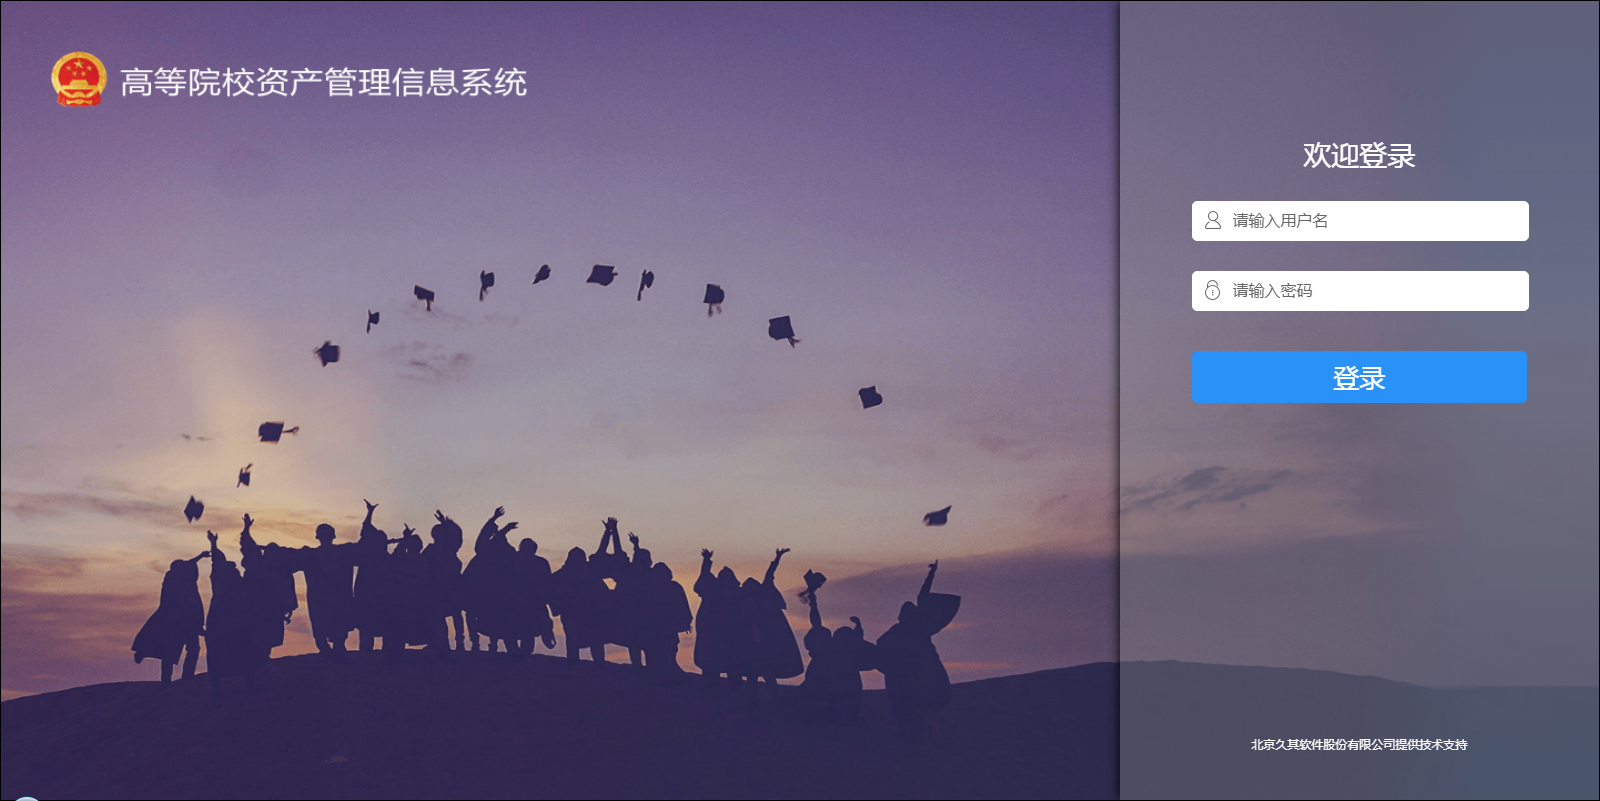 高等院校资产管理信息系统
欢迎登录
请输入用户名
请输入密码
登录
北京久其软件股份有限公司提供技术支持